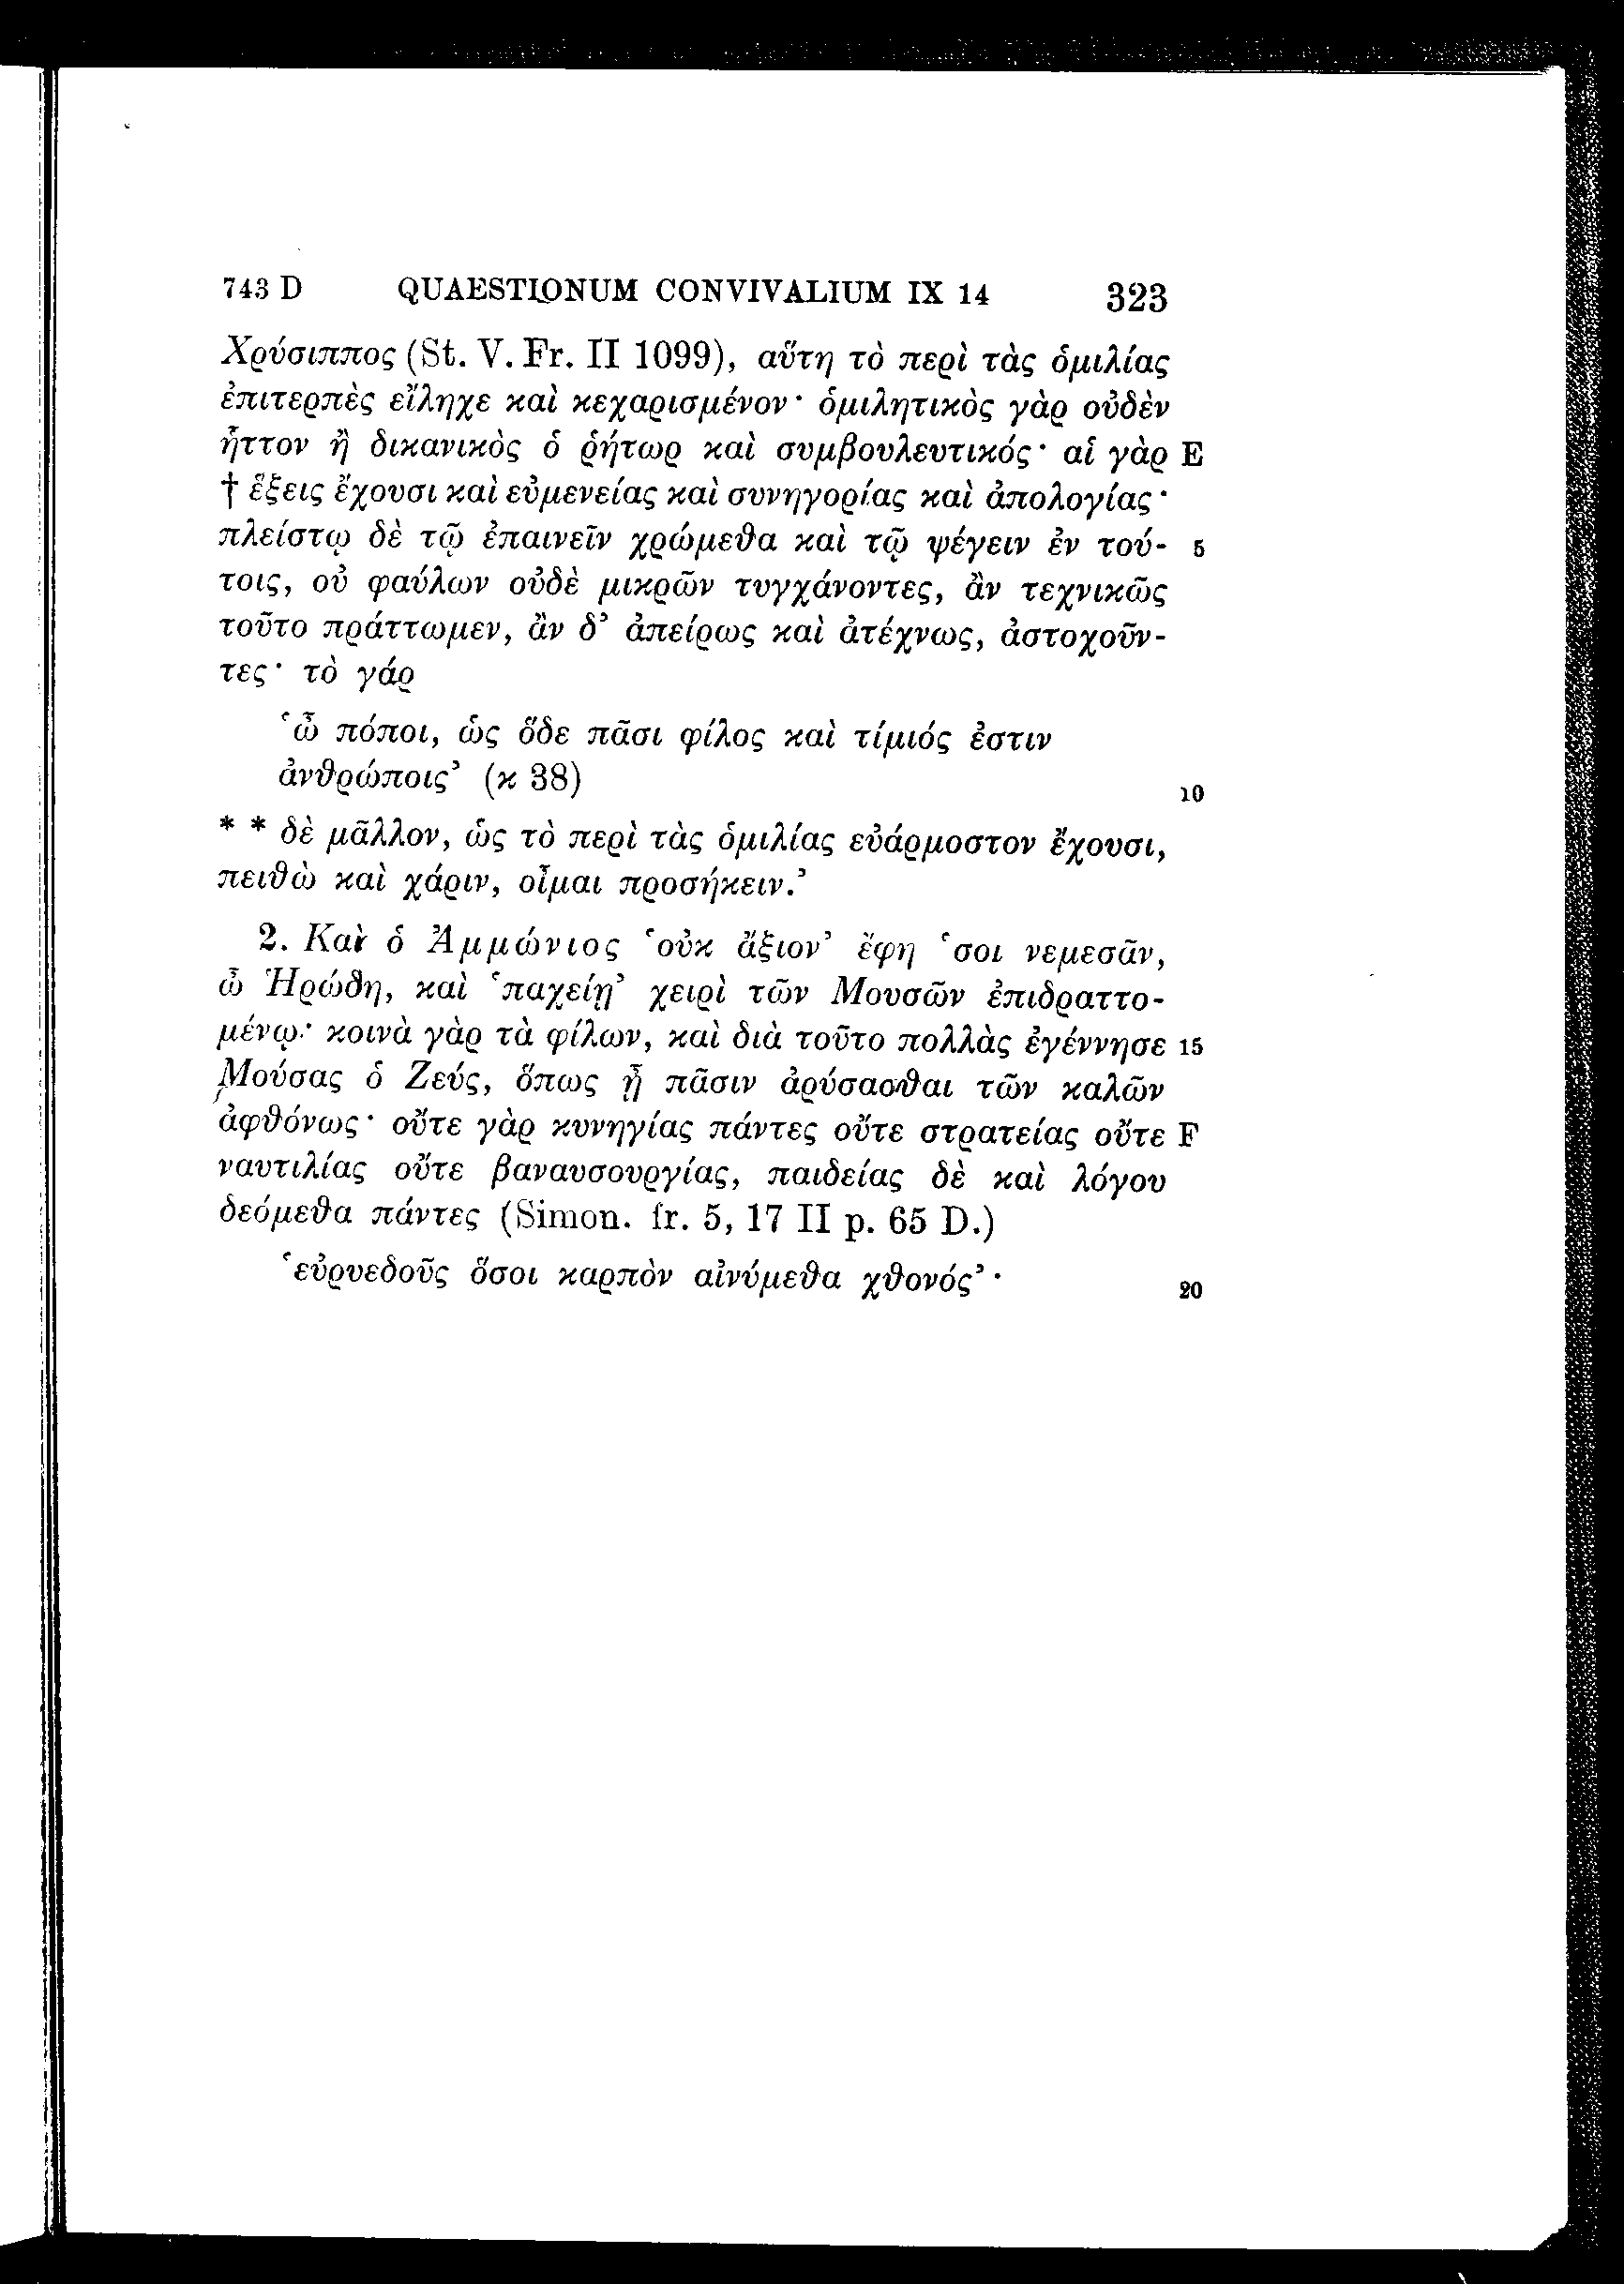 743 D QUAESTIONUM CONVIVALIUM IX 14 323
Χρύσιππος (St. V. Fr. II 1099), αὕτη τὸ περὶ τὰς ὁμιλίας
ἐπιτερπὲς εἴληχε καὶ κεχαρισμένον· ὁμιλητικὸς γὰρ οὐδὲν
ἧττον ἢ δικανικὸς ὁ ῥήτωρ καὶ συμβουλευτικός· αἱ γὰρ E
† ἕξεις ἔχουσι καὶ εὐμενείας καὶ συνηγορίας καὶ ἀπολογίας·
πλείστῳ δὲ τῷ ἐπαινεῖν χρώμεθα καὶ τῷ ψέγειν ἐν τού- 5
τοις, οὐ φαύλων οὐδὲ μικρῶν τυγχάνοντες, ἂν τεχνικῶς
τοῦτο πράττωμεν, ἂν δ’ ἀπείρως καὶ ἀτέχνως, ἀστοχοῦν-
τες· τὸ γάρ
‘ὢ πόποι, ὡς ὅδε πᾶσι φίλος καὶ τίμιός ἐστιν
ἀνθρώποις’ (κ 38) 10
* * δὲ μᾶλλον, ὡς τὸ περὶ τὰς ὁμιλίας εὐάρμοστον ἔχουσι,
πειθὼ καὶ χάριν, οἶμαι προσήκειν.’
2. Καὶ ὁ Ἀμμώνιος ‘οὐκ ἄξιον’ ἔφη ‘σοι νεμεσᾶν,
ὦ Ἡρώδη, καὶ ‘παχείῃ’ χειρὶ τῶν Μουσῶν ἐπιδραττο-
μένῳ· κοινὰ γὰρ τὰ φίλων, καὶ διὰ τοῦτο πολλὰς ἐγέννησε 15
Μούσας ὁ Ζεύς, ὅπως ᾖ πᾶσιν ἀρύσασθαι τῶν καλῶν
ἀφθόνως· οὔτε γὰρ κυνηγίας πάντες οὔτε στρατείας οὔτε F
ναυτιλίας οὔτε βαναυσουργίας, παιδείας δὲ καὶ λόγου
δεόμεθα πάντες (Simon. fr. 5, 17 II p. 65 D.)
‘εὐρυεδοῦς ὅσοι καρπὸν αἰνύμεθα χθονός’· 20